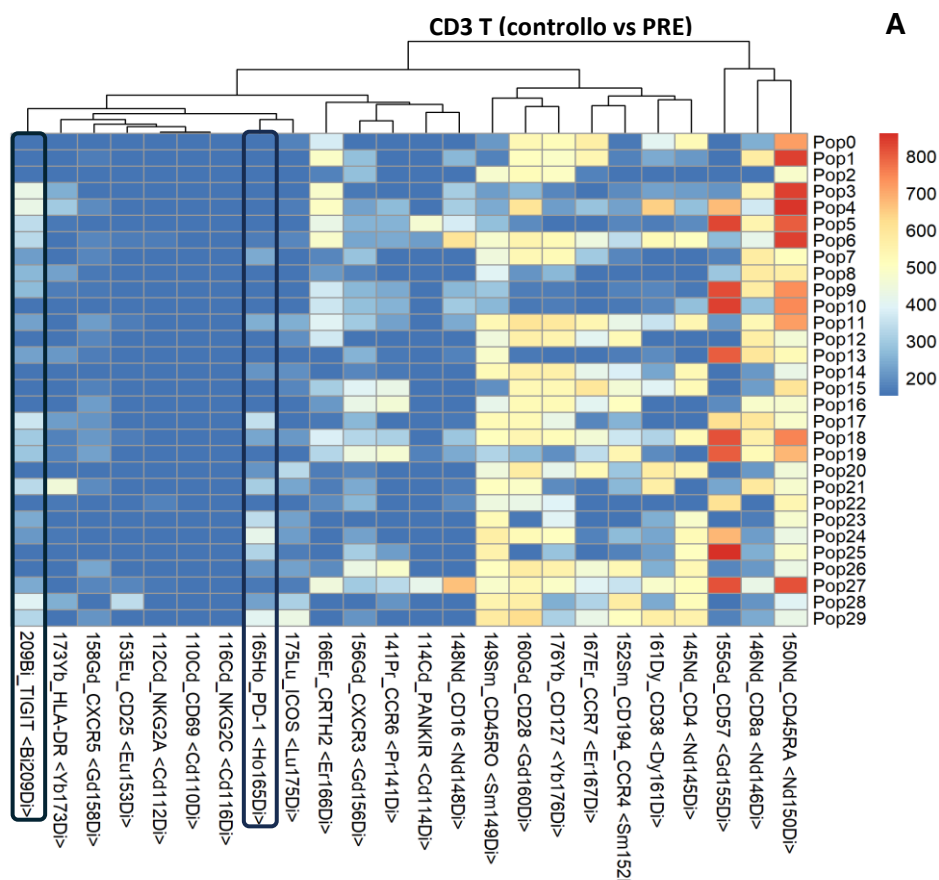 CD3 T (controllo vs PRE)
A
Pop0
Pop1
Pop2
Pop3
Pop4
Pop5
Pop6
Pop7
Pop8
Pop9
Pop10
Pop11
Pop12
Pop13
Pop14
Pop15
Pop16
Pop17
Pop18
Pop19
Pop20
Pop21
Pop22
Pop23
Pop24
Pop25
Pop26
Pop27
Pop28
Pop29
800
700
600
500
400
300
200
209Bi_TIGIT <Bi209Di>
173Yb_HLA-DR <Yb173Di>
158Gd_CXCR5 <Gd158Di>
153Eu_CD25 <Eu153Di>
112Cd_NKG2A <Cd112Di>
110Cd_CD69 <Cd110Di>
116Cd_NKG2C <Cd116Di>
165Ho_PD-1 <Ho165Di>
175Lu_ICOS <Lu175Di>
166Er_CRTH2 <Er166Di>
156Gd_CXCR3 <Gd156Di>
141Pr_CCR6 <Pr141Di>
114Cd_PANKIR <Cd114Di>
148Nd_CD16 <Nd148Di>
149Sm_CD45RO <Sm149Di>
160Gd_CD28 <Gd160Di>
176Yb_CD127 <Yb176Di>
167Er_CCR7 <Er167Di>
152Sm_CD194_CCR4 <Sm152
161Dy_CD38 <Dy161Di>
145Nd_CD4 <Nd145Di>
155Gd_CD57 <Gd155Di>
146Nd_CD8a <Nd146Di>
150Nd_CD45RA <Nd150Di>